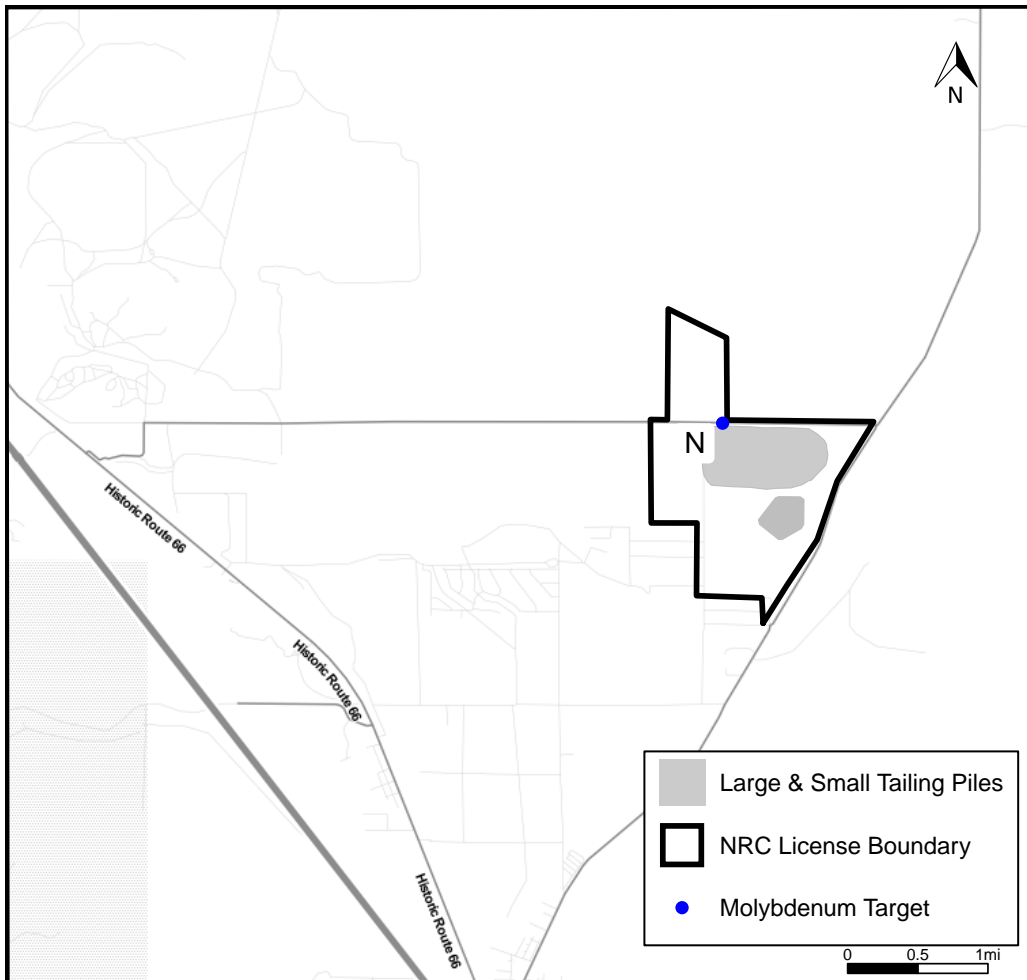 N
N
Historic Route 66
Historic Route 66
Historic Route 66
Large & Small Tailing Piles
NRC License Boundary
Molybdenum Target
0 0.5 1mi